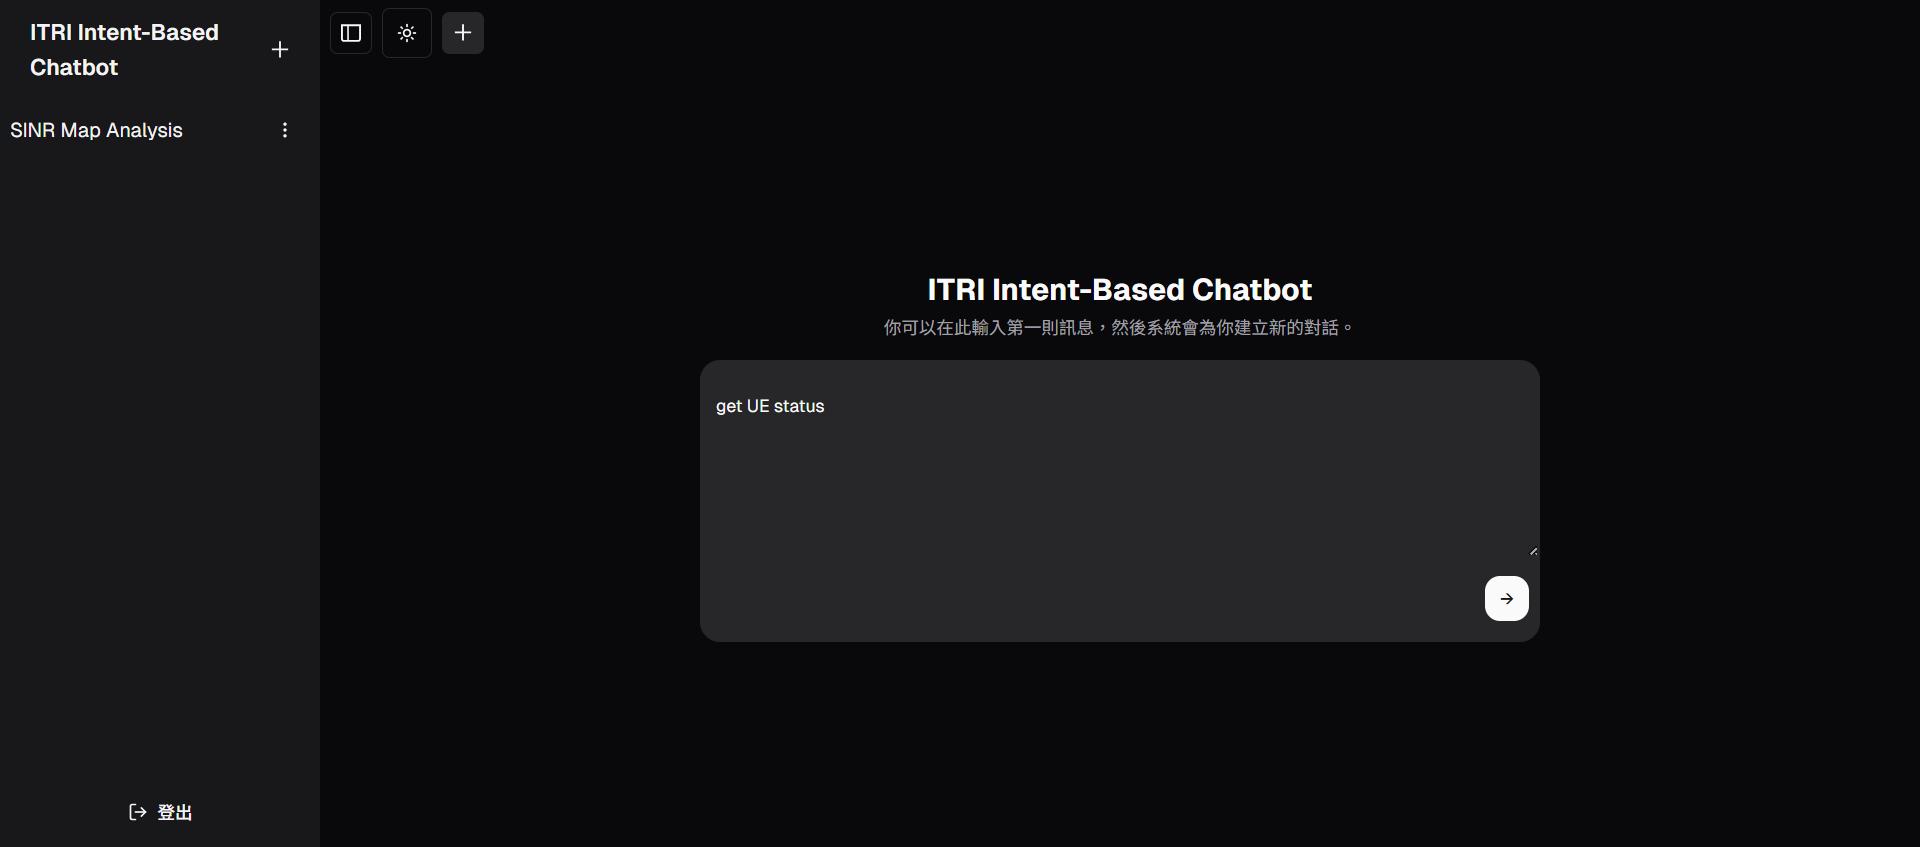 ITRI Intent-Based
Chatbot
SINR Map Analysis
登出
ITRI Intent-Based Chatbot
你可以在此輸入第一則訊息，然後系統會為你建立新的對話。
get UE status